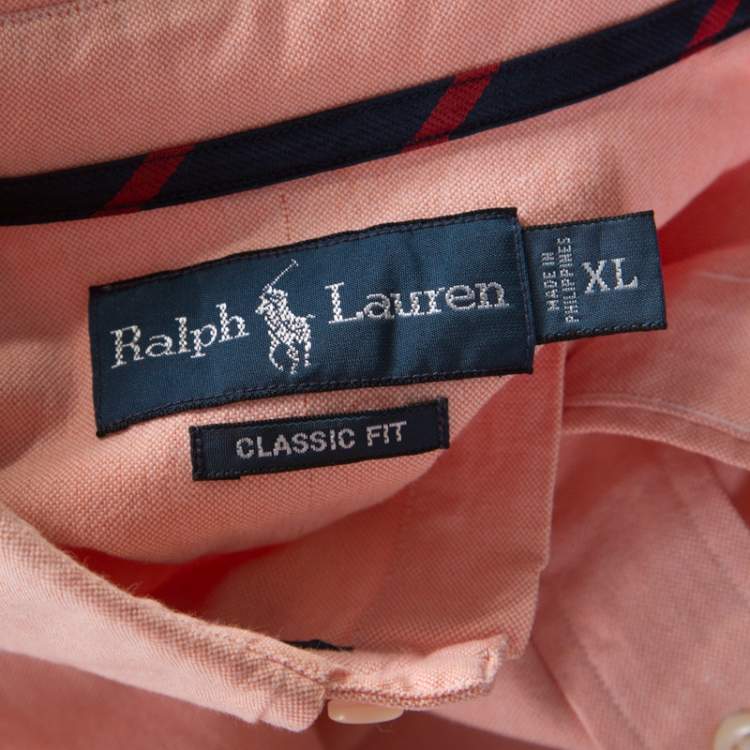 Ralph Lauren
MADE IN
PHILIPPINES
XL
CLASSIC FIT